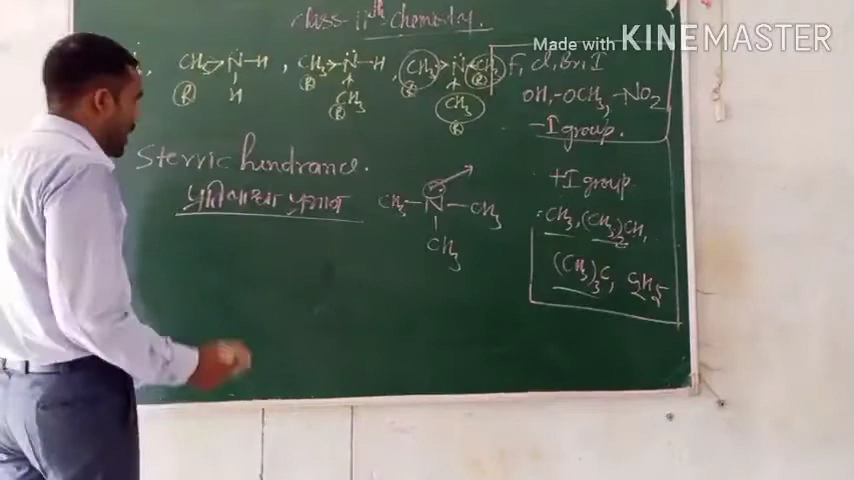 class-11th chemistry.
Made with KINEMASTER
CH3→N̈-H, CH3→N̈-H, CH3→N̈←CH3
H CH3 CH3
R R R R R
F, Cl, Br, I
OH, -OCH3, -NO2
-I group.
Sterric hindrance.
+I group
CH3-N̈-CH3
CH3
CH3, (CH3)2CH,
(CH3)3C, C2H5